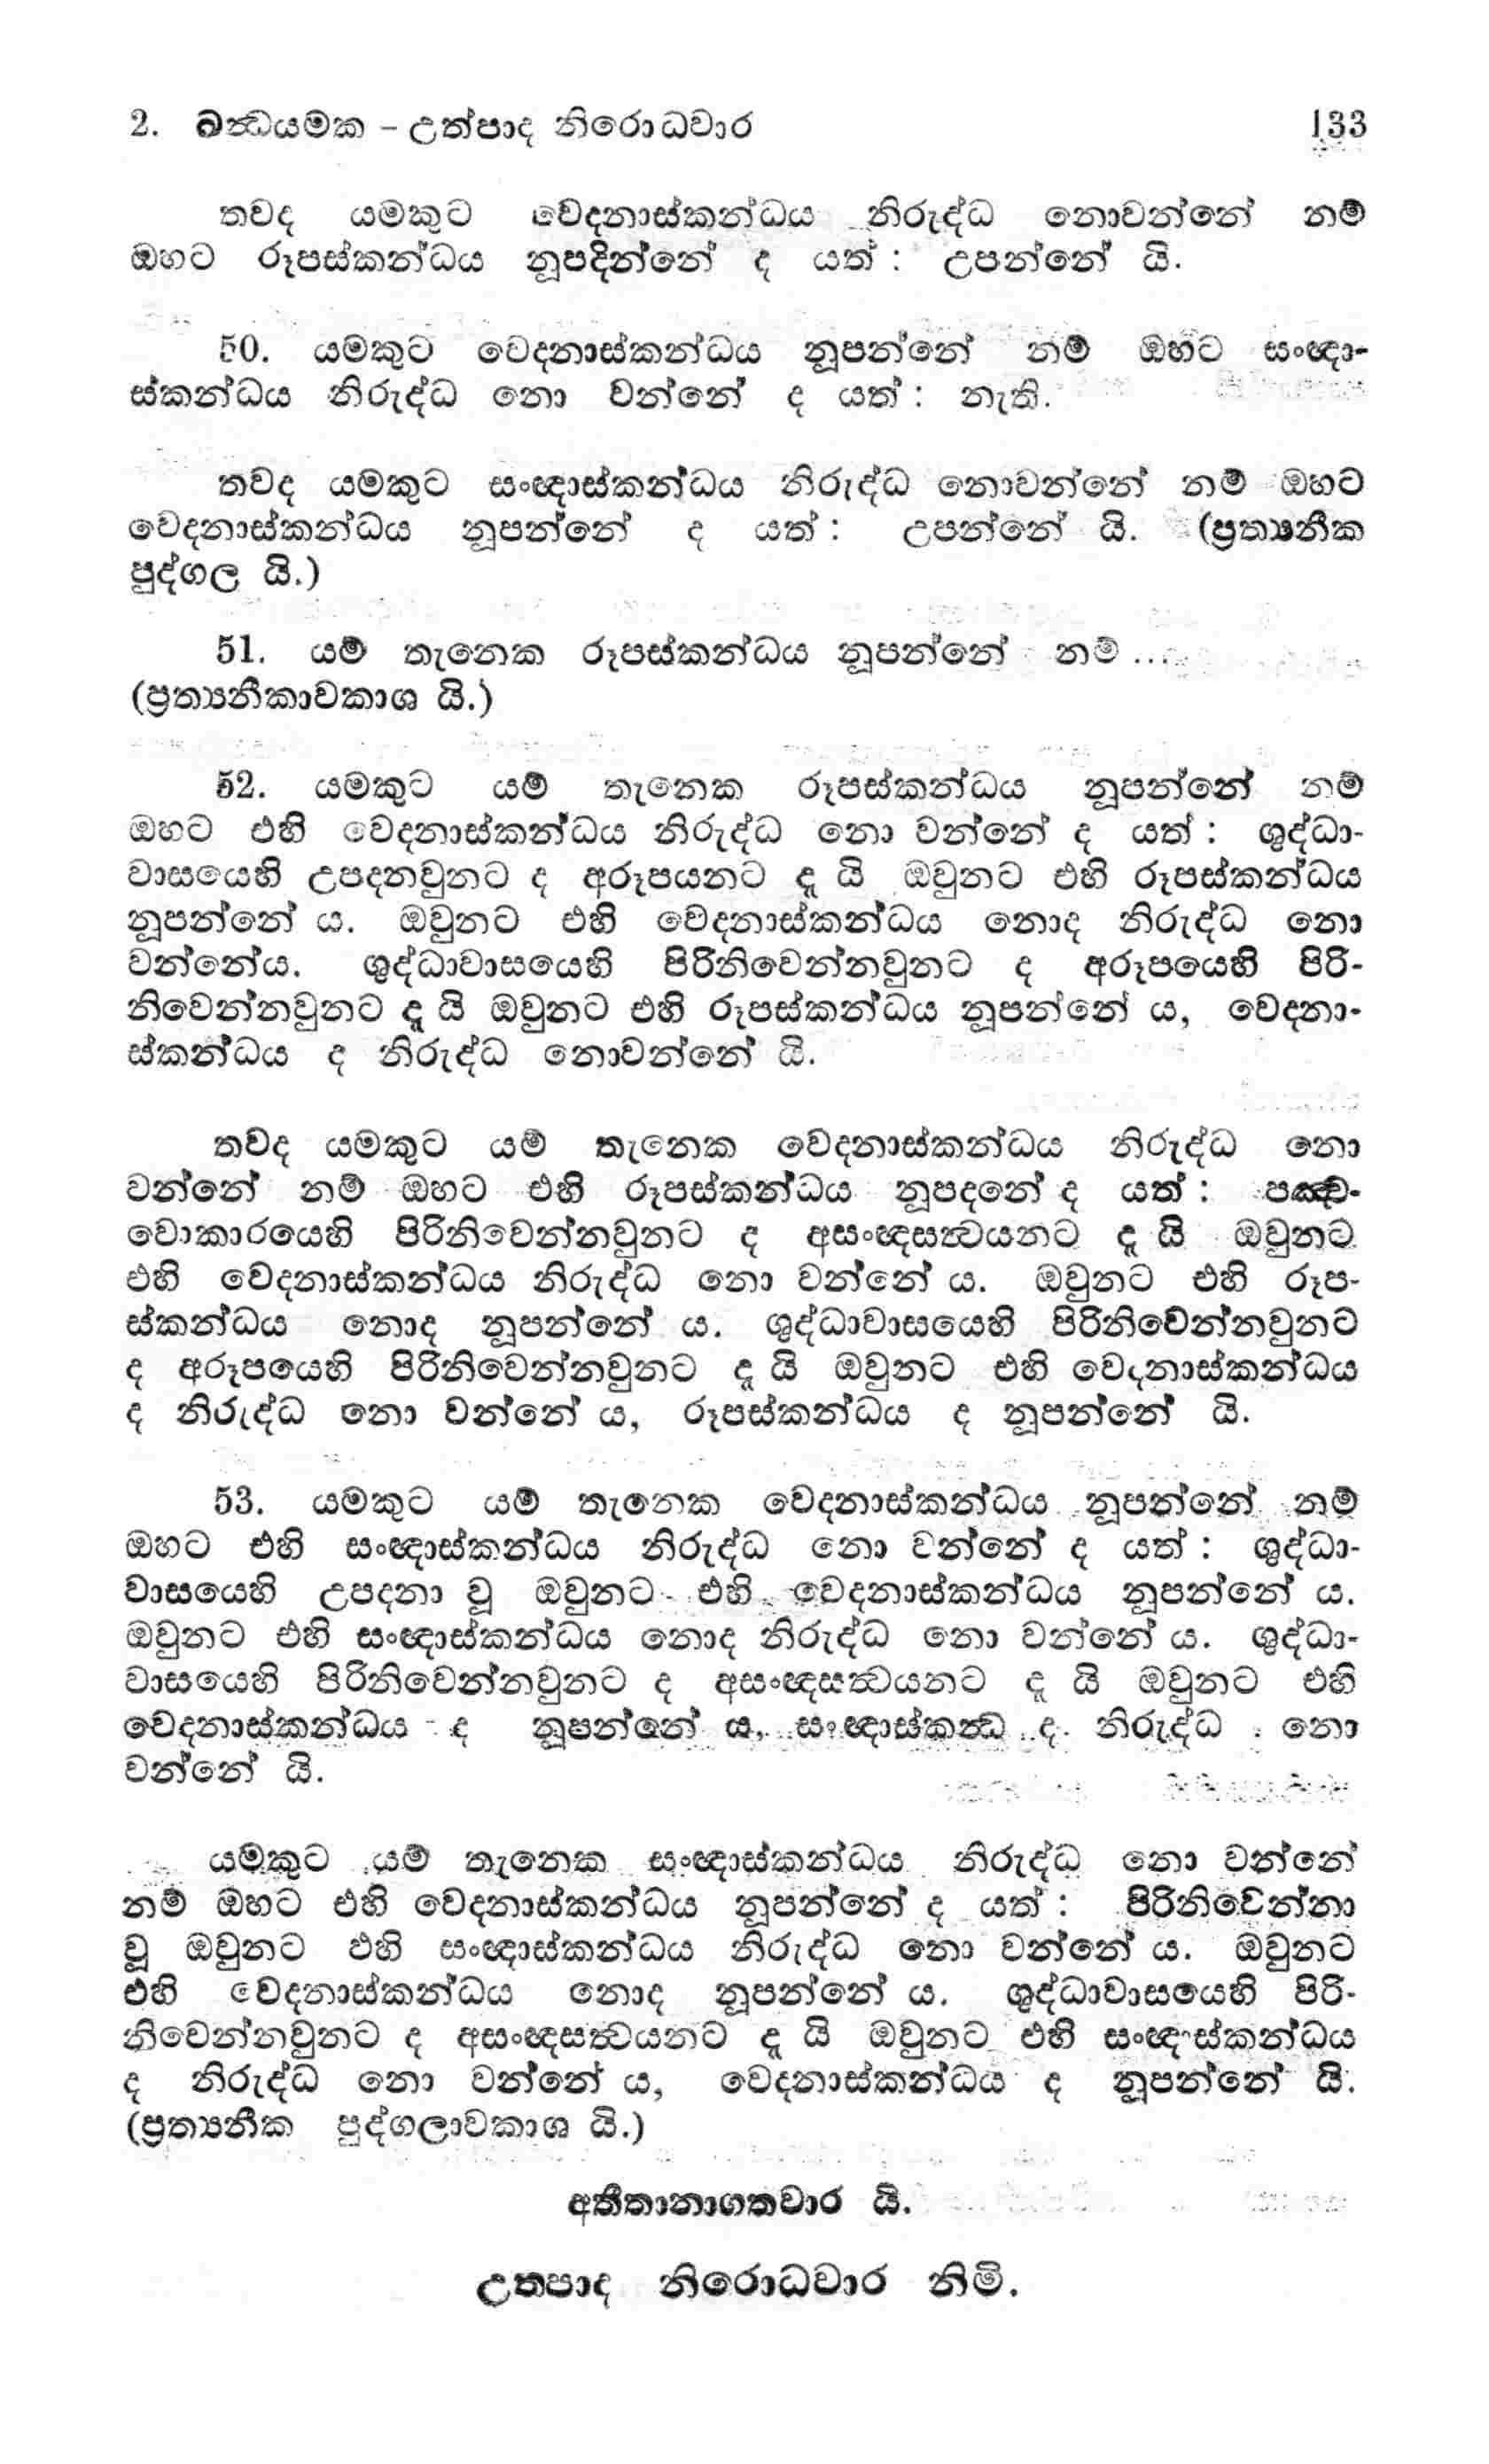 2. ඛන්‍ධයමක – උත්පාද නිරොධවාර 133
තවද යමකුට වෙදනාස්කන්ධය නිරුද්ධ නොවන්නේ නම්
ඔහට රූපස්කන්ධය නූපදින්නේ ද යත් : උපන්නේ යි.
50. යමකුට වෙදනාස්කන්ධය නූපන්නේ නම් ඔහට සංඥා-
ස්කන්ධය නිරුද්ධ නො වන්නේ ද යත් : නැති.
තවද යමකුට සංඥාස්කන්ධය නිරුද්ධ නොවන්නේ නම් ඔහට
වෙදනාස්කන්ධය නූපන්නේ ද යත් : උපන්නේ යි. (ප්‍රත්‍යනීක
පුද්ගල යි.)
51. යම් තැනෙක රූපස්කන්ධය නූපන්නේ නම් ...
(ප්‍රත්‍යනීකාවකාශ යි.)
52. යමකුට යම් තැනෙක රූපස්කන්ධය නූපන්නේ නම්
ඔහට එහි වෙදනාස්කන්ධය නිරුද්ධ නො වන්නේ ද යත් : ශුද්ධා-
වාසයෙහි උපදනවුනට ද අරූපයනට දු යි ඔවුනට එහි රූපස්කන්ධය
නූපන්නේ ය. ඔවුනට එහි වෙදනාස්කන්ධය නොද නිරුද්ධ නො
වන්නේය. ශුද්ධාවාසයෙහි පිරිනිවෙන්නවුනට ද අරූපයෙහි පිරි-
නිවෙන්නවුනට දු යි ඔවුනට එහි රූපස්කන්ධය නූපන්නේ ය, වෙදනා-
ස්කන්ධය ද නිරුද්ධ නොවන්නේ යි.
තවද යමකුට යම් තැනෙක වෙදනාස්කන්ධය නිරුද්ධ නො
වන්නේ නම් ඔහට එහි රූපස්කන්ධය නූපදනේ ද යත් : පඤ්ච-
වොකාරයෙහි පිරිනිවෙන්නවුනට ද අසංඥසත්‍වයනට දු යි ඔවුනට
එහි වෙදනාස්කන්ධය නිරුද්ධ නො වන්නේ ය. ඔවුනට එහි රූප-
ස්කන්ධය නොද නූපන්නේ ය. ශුද්ධාවාසයෙහි පිරිනිවෙන්නවුනට
ද අරූපයෙහි පිරිනිවෙන්නවුනට දු යි ඔවුනට එහි වෙදනාස්කන්ධය
ද නිරුද්ධ නො වන්නේ ය, රූපස්කන්ධය ද නූපන්නේ යි.
53. යමකුට යම් තැනෙක වෙදනාස්කන්ධය නූපන්නේ නම්
ඔහට එහි සංඥාස්කන්ධය නිරුද්ධ නො වන්නේ ද යත් : ශුද්ධා-
වාසයෙහි උපදනා වූ ඔවුනට එහි වෙදනාස්කන්ධය නූපන්නේ ය.
ඔවුනට එහි සංඥාස්කන්ධය නොද නිරුද්ධ නො වන්නේ ය. ශුද්ධා-
වාසයෙහි පිරිනිවෙන්නවුනට ද අසංඥසත්‍වයනට දු යි ඔවුනට එහි
වෙදනාස්කන්ධය ද නූපන්නේ ය, සංඥාස්කන්‍ධ ද නිරුද්ධ නො
වන්නේ යි.
යමකුට යම් තැනෙක සංඥාස්කන්ධය නිරුද්ධ නො වන්නේ
නම් ඔහට එහි වෙදනාස්කන්ධය නූපන්නේ ද යත් : පිරිනිවෙන්නා
වූ ඔවුනට එහි සංඥාස්කන්ධය නිරුද්ධ නො වන්නේ ය. ඔවුනට
එහි වෙදනාස්කන්ධය නොද නූපන්නේ ය. ශුද්ධාවාසයෙහි පිරි-
නිවෙන්නවුනට ද අසංඥසත්‍වයනට දු යි ඔවුනට එහි සංඥාස්කන්ධය
ද නිරුද්ධ නො වන්නේ ය, වෙදනාස්කන්ධය ද නූපන්නේ යි.
(ප්‍රත්‍යනීක පුද්ගලාවකාශ යි.)
අතීතානාගතවාර යි.
උතපාද නිරොධවාර නිමි.